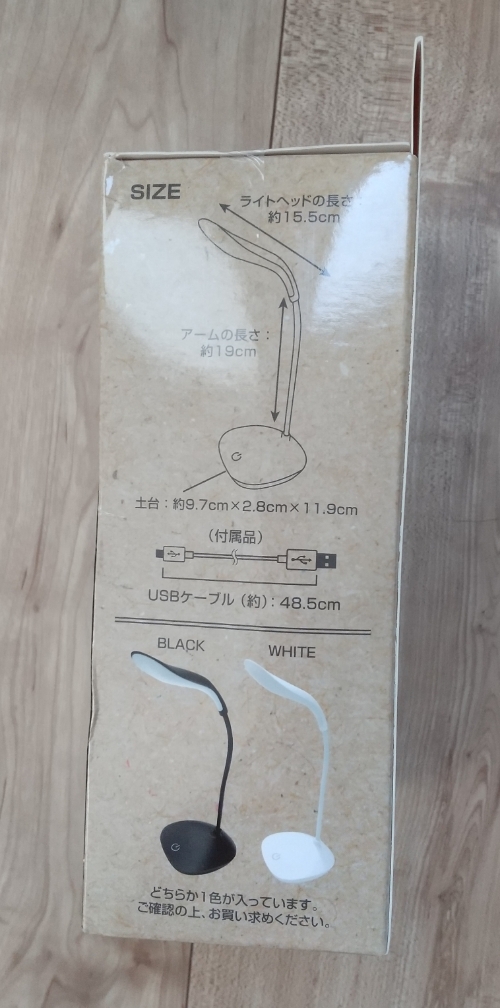 SIZE
ライトヘッドの長さ：
約15.5cm
アームの長さ：
約19cm
土台：約9.7cm×2.8cm×11.9cm
（付属品）
USBケーブル（約）：48.5cm
BLACK
WHITE
どちらか1色が入っています。
ご確認の上、お買い求めください。